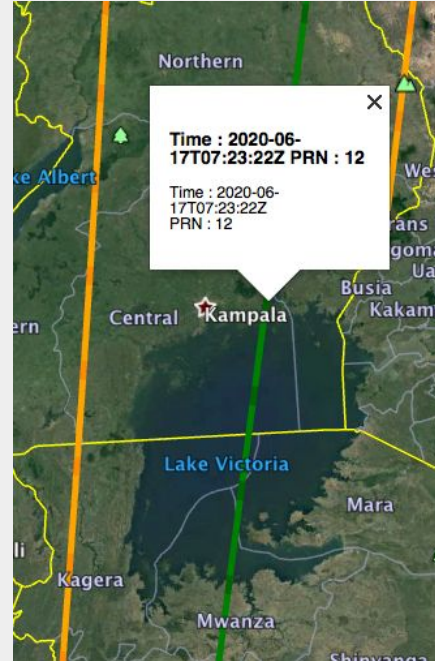 Northern
Time : 2020-06-
17T07:23:22Z PRN : 12
Time : 2020-06-
17T07:23:22Z
PRN : 12
ke Albert
Wes
rans
goma
Ua
Busia
Kakam
ern
Central
Kampala
Lake Victoria
Mara
li
Kagera
Mwanza
Shinyanga